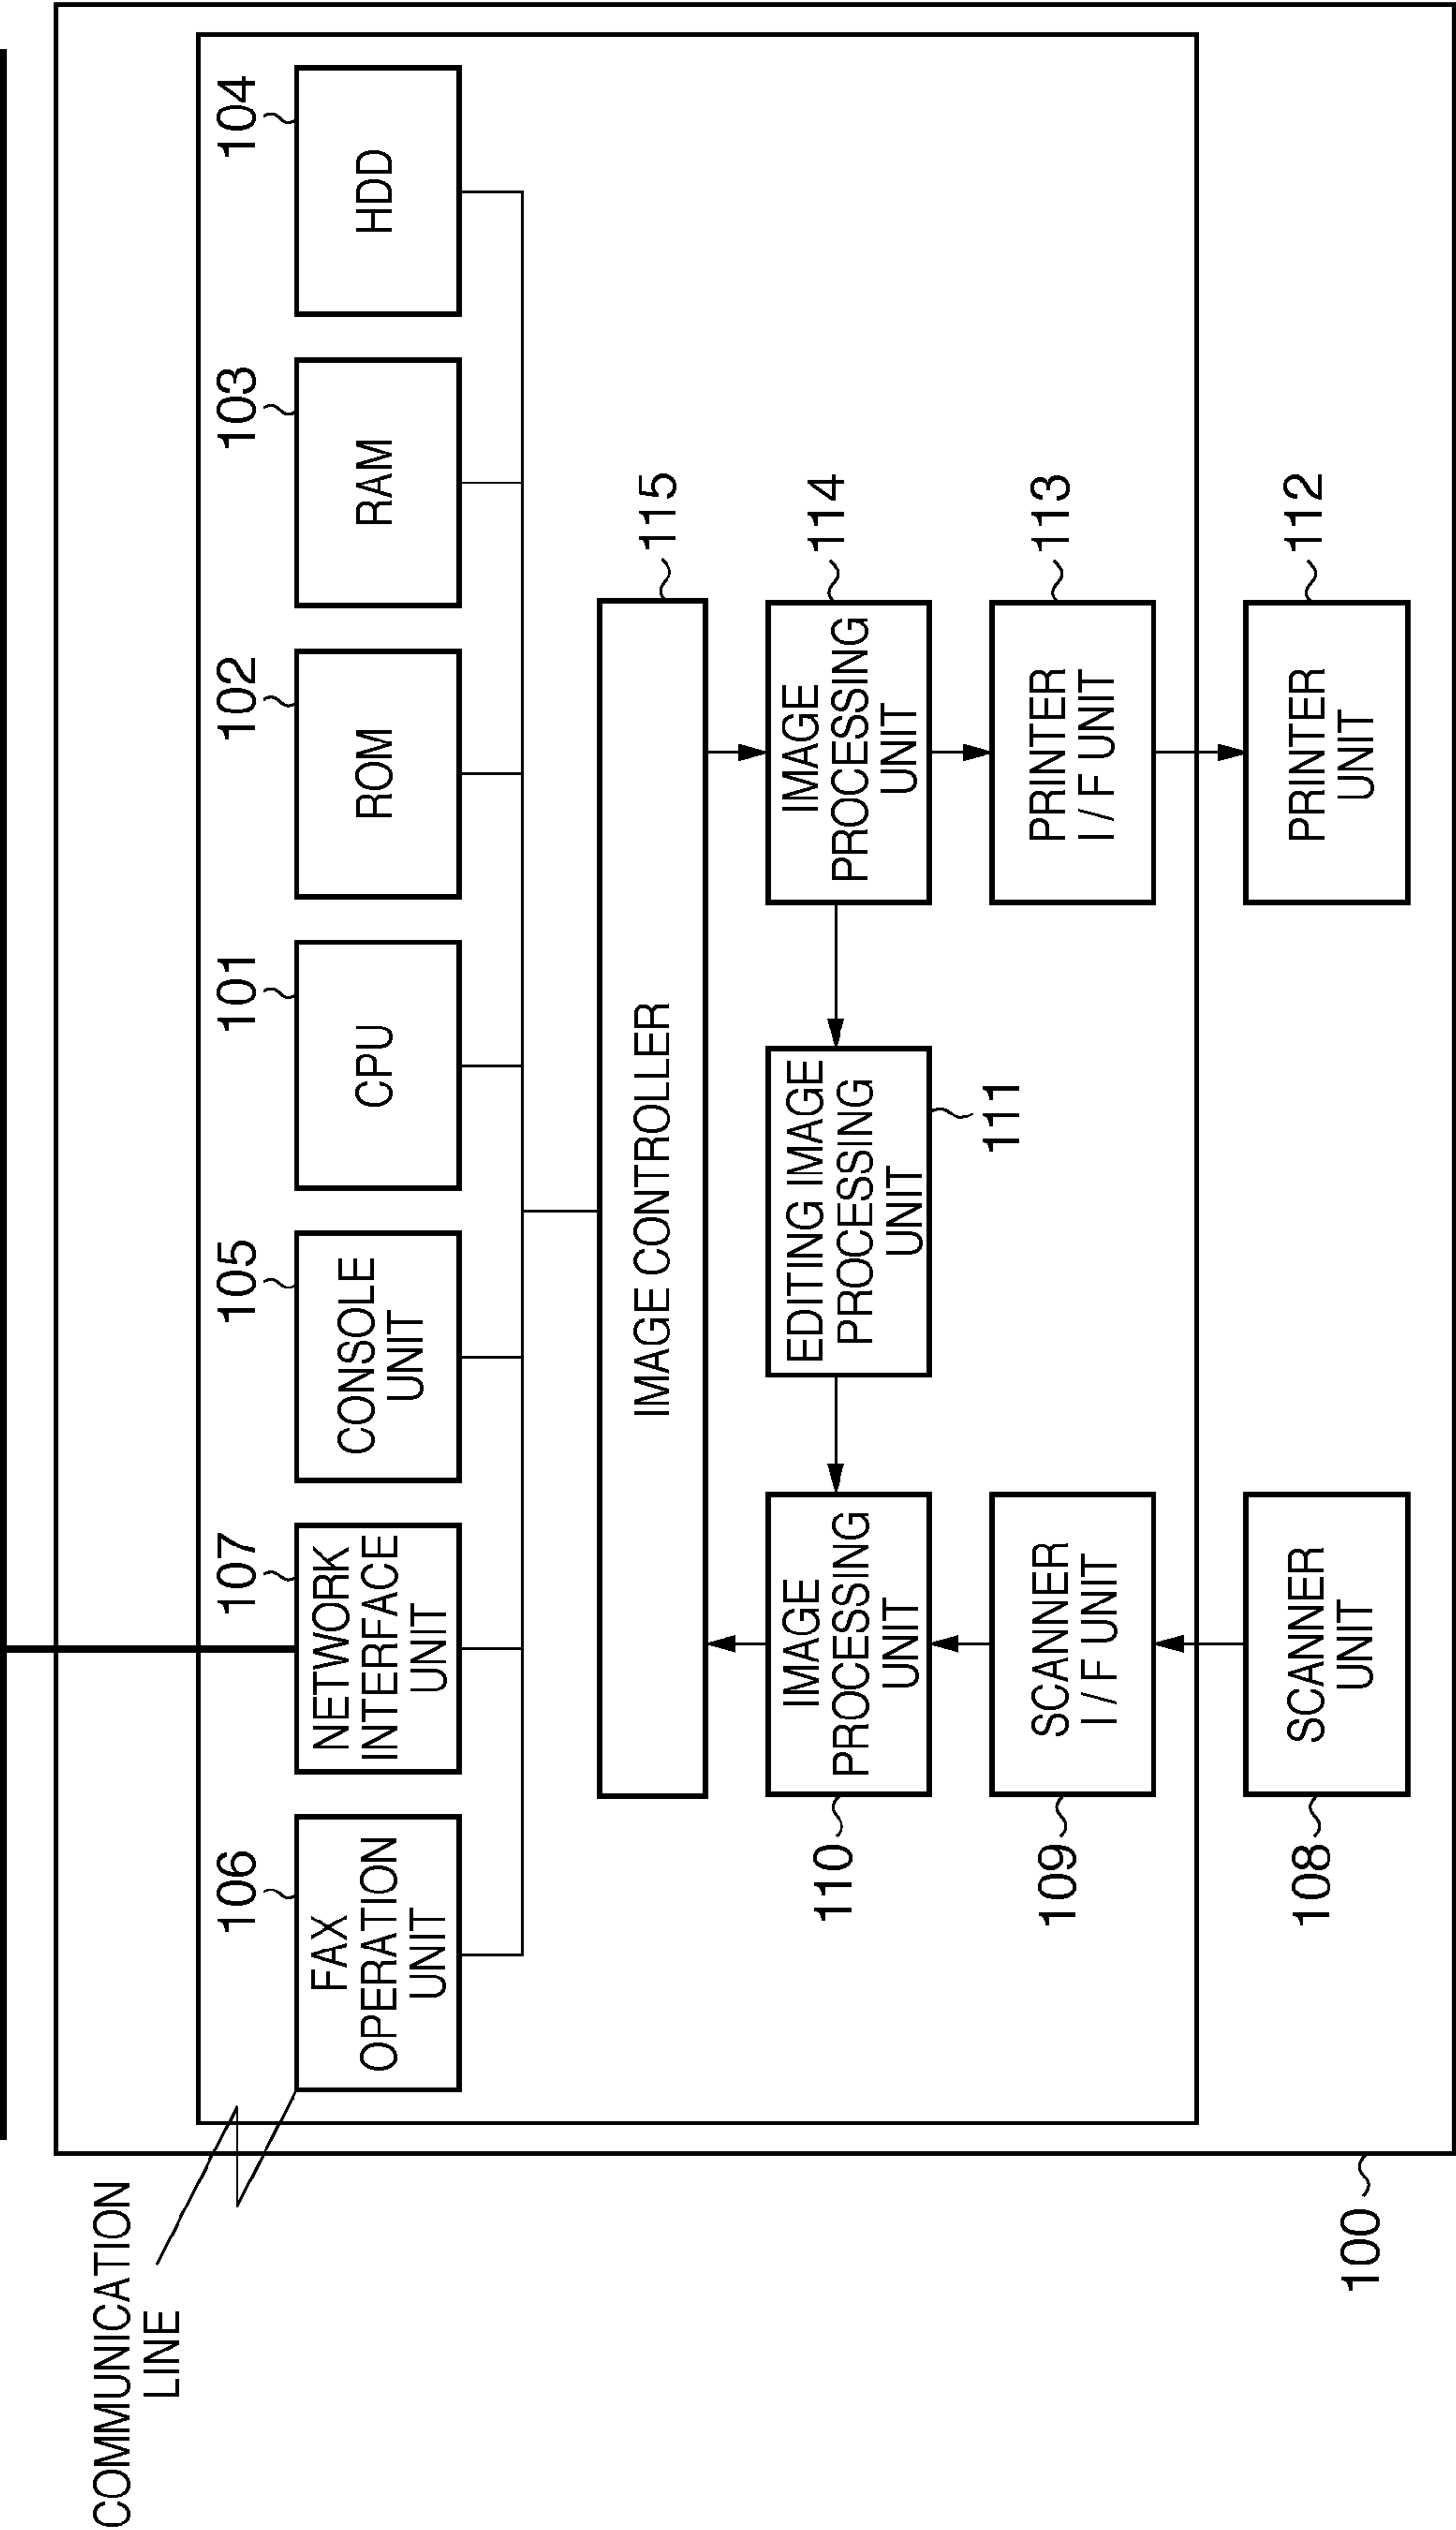 COMMUNICATION
LINE
106
FAX
OPERATION
UNIT
107
NETWORK
INTERFACE
UNIT
105
CONSOLE
UNIT
101
CPU
102
ROM
103
RAM
104
HDD
IMAGE CONTROLLER
115
110
IMAGE
PROCESSING
UNIT
EDITING IMAGE
PROCESSING
UNIT
111
IMAGE
PROCESSING
UNIT
114
109
SCANNER
I / F UNIT
PRINTER
I / F UNIT
113
108
SCANNER
UNIT
PRINTER
UNIT
112
100